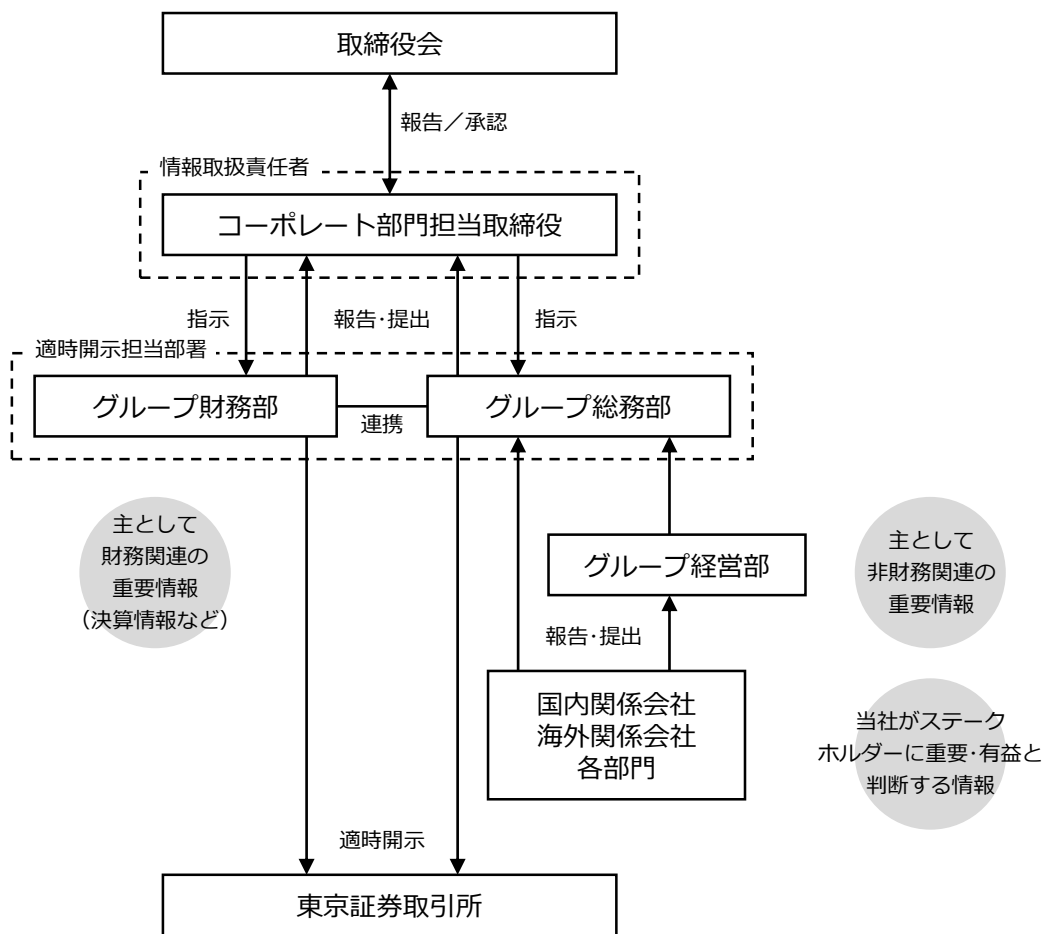 取締役会
報告／承認
情報取扱責任者
コーポレート部門担当取締役
指示
報告･提出
指示
適時開示担当部署
グループ財務部
連携
グループ総務部
主として
財務関連の
重要情報
（決算情報など）
グループ経営部
主として
非財務関連の
重要情報
報告･提出
国内関係会社
海外関係会社
各部門
当社がステーク
ホルダーに重要･有益と
判断する情報
適時開示
東京証券取引所